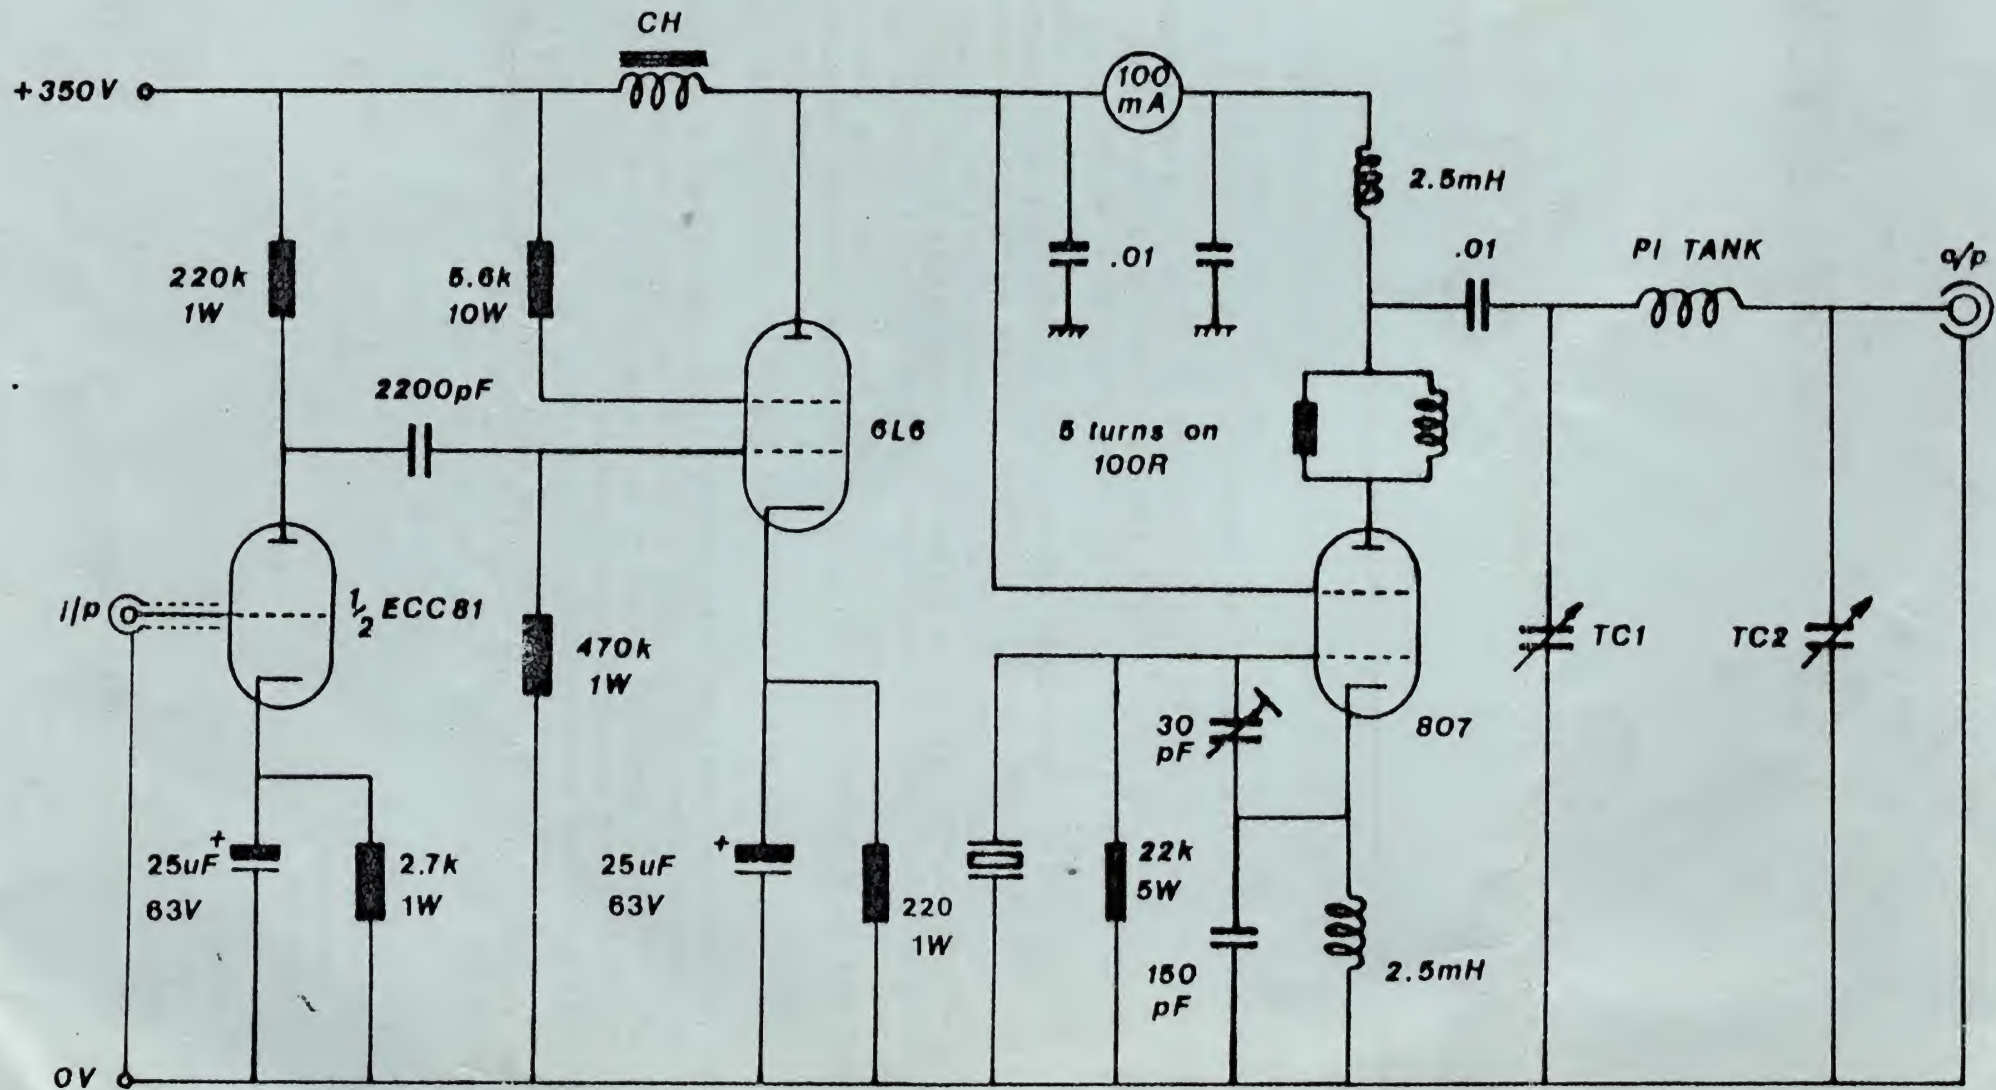 CH
+350V
100
mA
2.5mH
220k
1W
5.6k
10W
.01
.01
PI TANK
o/p
2200pF
6L6
5 turns on
100R
i/p
1/2 ECC81
470k
1W
TC1
TC2
30
pF
807
25uF
63V
+
2.7k
1W
25uF
63V
+
220
1W
22k
5W
150
pF
2.5mH
0V